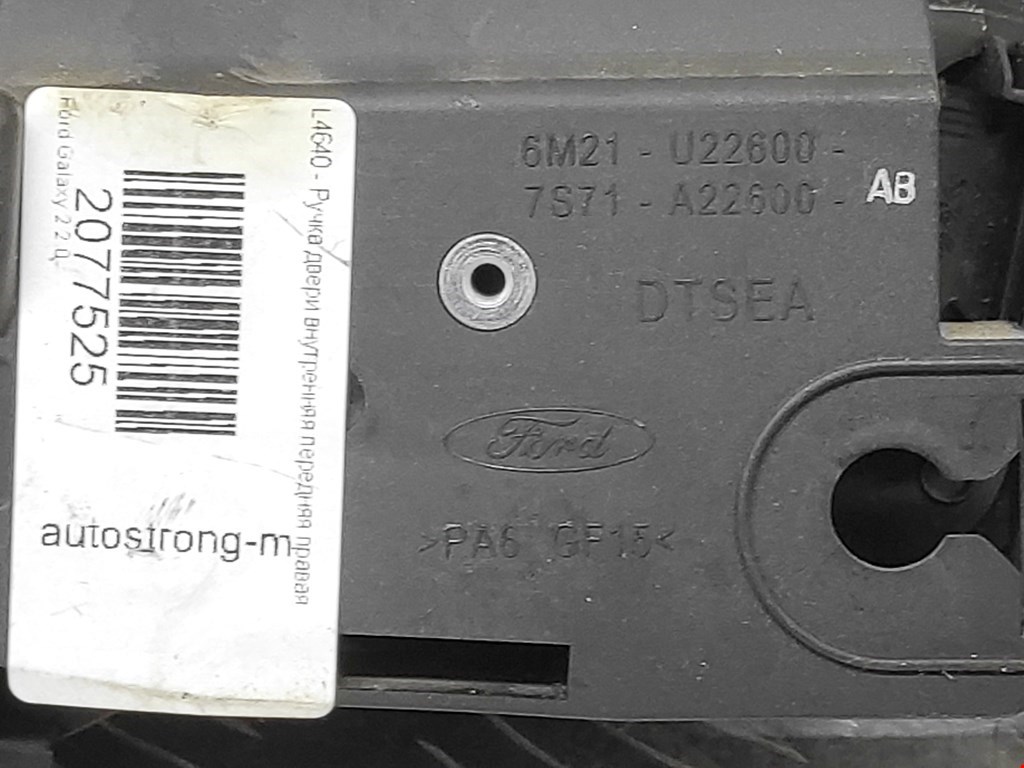 L4640 - Ручка двери внутренняя передняя правая
2077525
Ford Galaxy 2 2 ц.
autostrong-m
6M21 - U22600 -
7S71 - A22600 - AB
DTSEA
Ford
>PA6 GF15<